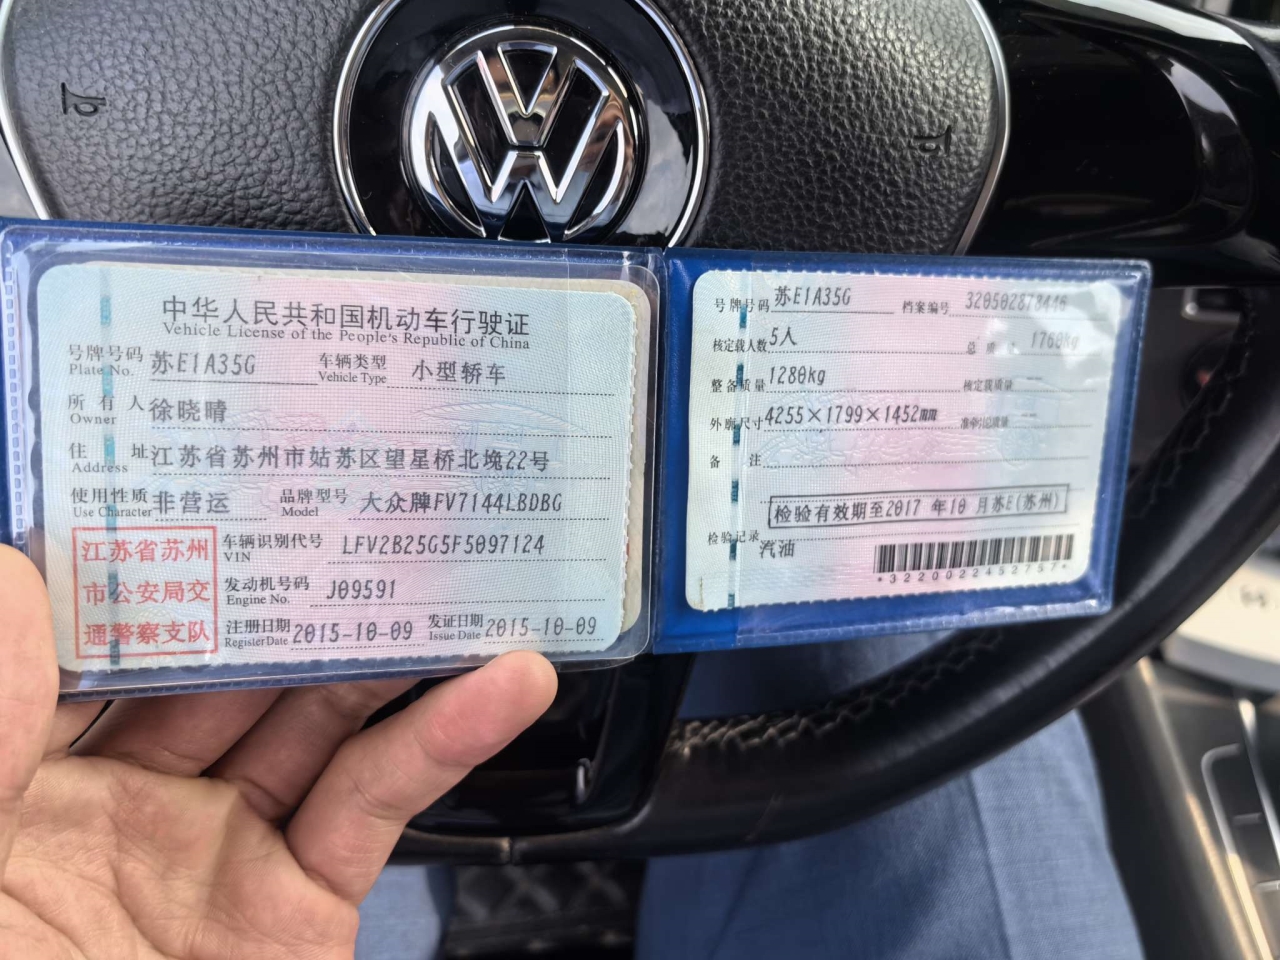 中华人民共和国机动车行驶证
Vehicle License of the People's Republic of China
号牌号码 苏E1A35G 车辆类型 小型轿车
Plate No. Vehicle Type
所有人 徐晓晴
Owner
住址 江苏省苏州市姑苏区望星桥北堍22号
Address
使用性质 非营运 品牌型号 大众牌FV7144LBDBG
Use Character Model
江苏省苏州
市公安局交
通警察支队
车辆识别代号 LFV2B25G5F5097124
VIN
发动机号码 J09591
Engine No.
注册日期 2015-10-09 发证日期 2015-10-09
Register Date Issue Date
号牌号码 苏E1A35G 档案编号 320502878446
核定载人数 5人 总质量 1760kg
整备质量 1280kg 核定载质量 --
外廓尺寸 4255×1799×1452mm 准牵引总质量 --
备注
检验有效期至2017 年10 月苏E(苏州)
检验记录
汽油
*3220022452757*